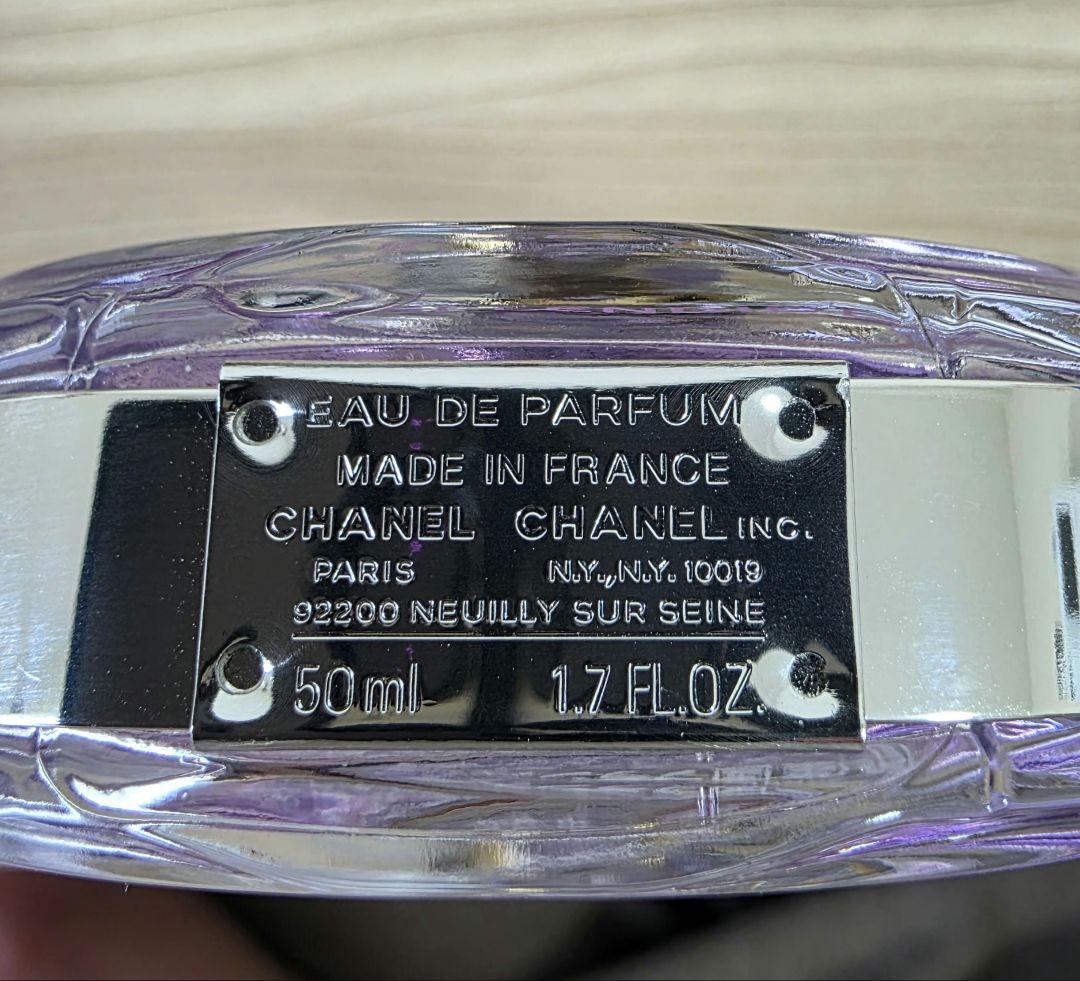 EAU DE PARFUM
MADE IN FRANCE
CHANEL CHANEL INC.
PARIS N.Y., N.Y. 10019
92200 NEUILLY SUR SEINE
50ml 1.7 FL.OZ.